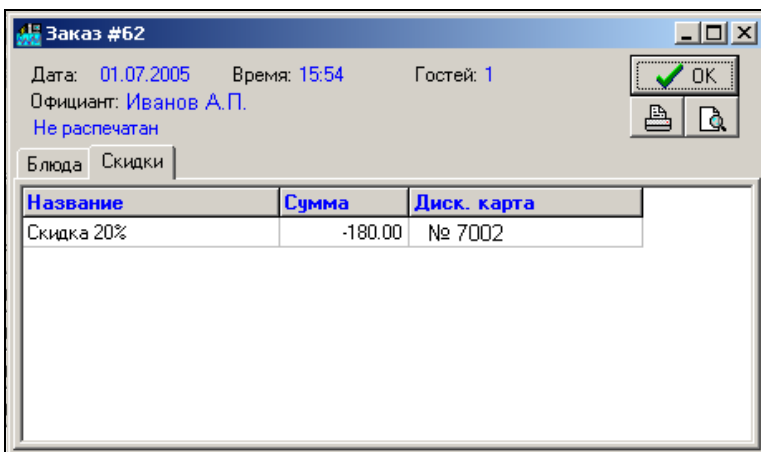 Заказ #62
Дата: 01.07.2005 Время: 15:54 Гостей: 1
OK
Официант: Иванов А.П.
Не распечатан
Блюда Скидки
Название Сумма Диск. карта
Скидка 20% -180.00 № 7002